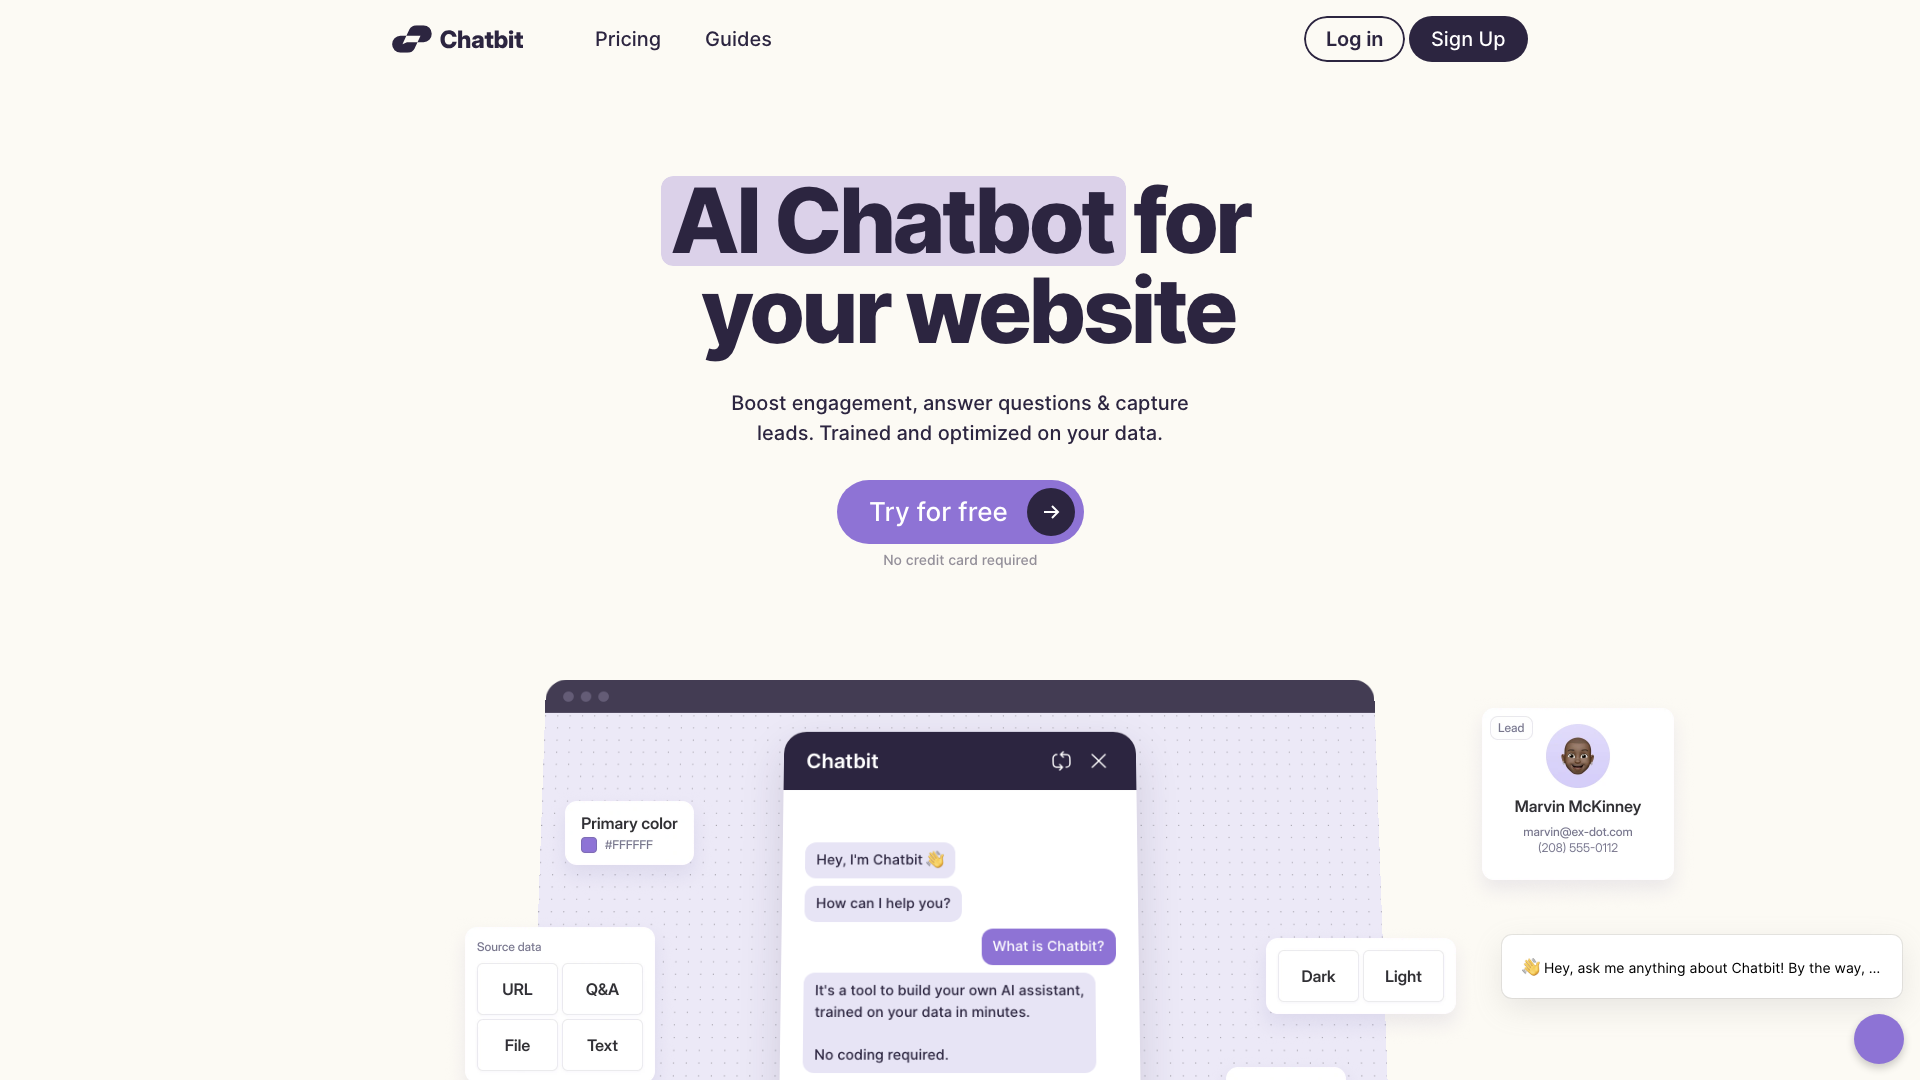 Chatbit
Pricing
Guides
Log in
Sign Up
AI Chatbot for
your website
Boost engagement, answer questions & capture
leads. Trained and optimized on your data.
Try for free
No credit card required
Chatbit
Primary color
#FFFFFF
Hey, I'm Chatbit 👋
How can I help you?
What is Chatbit?
It's a tool to build your own AI assistant,
trained on your data in minutes.
No coding required.
Source data
URL
Q&A
File
Text
Dark
Light
Lead
Marvin McKinney
marvin@ex-dot.com
(208) 555-0112
👋 Hey, ask me anything about Chatbit! By the way, ...